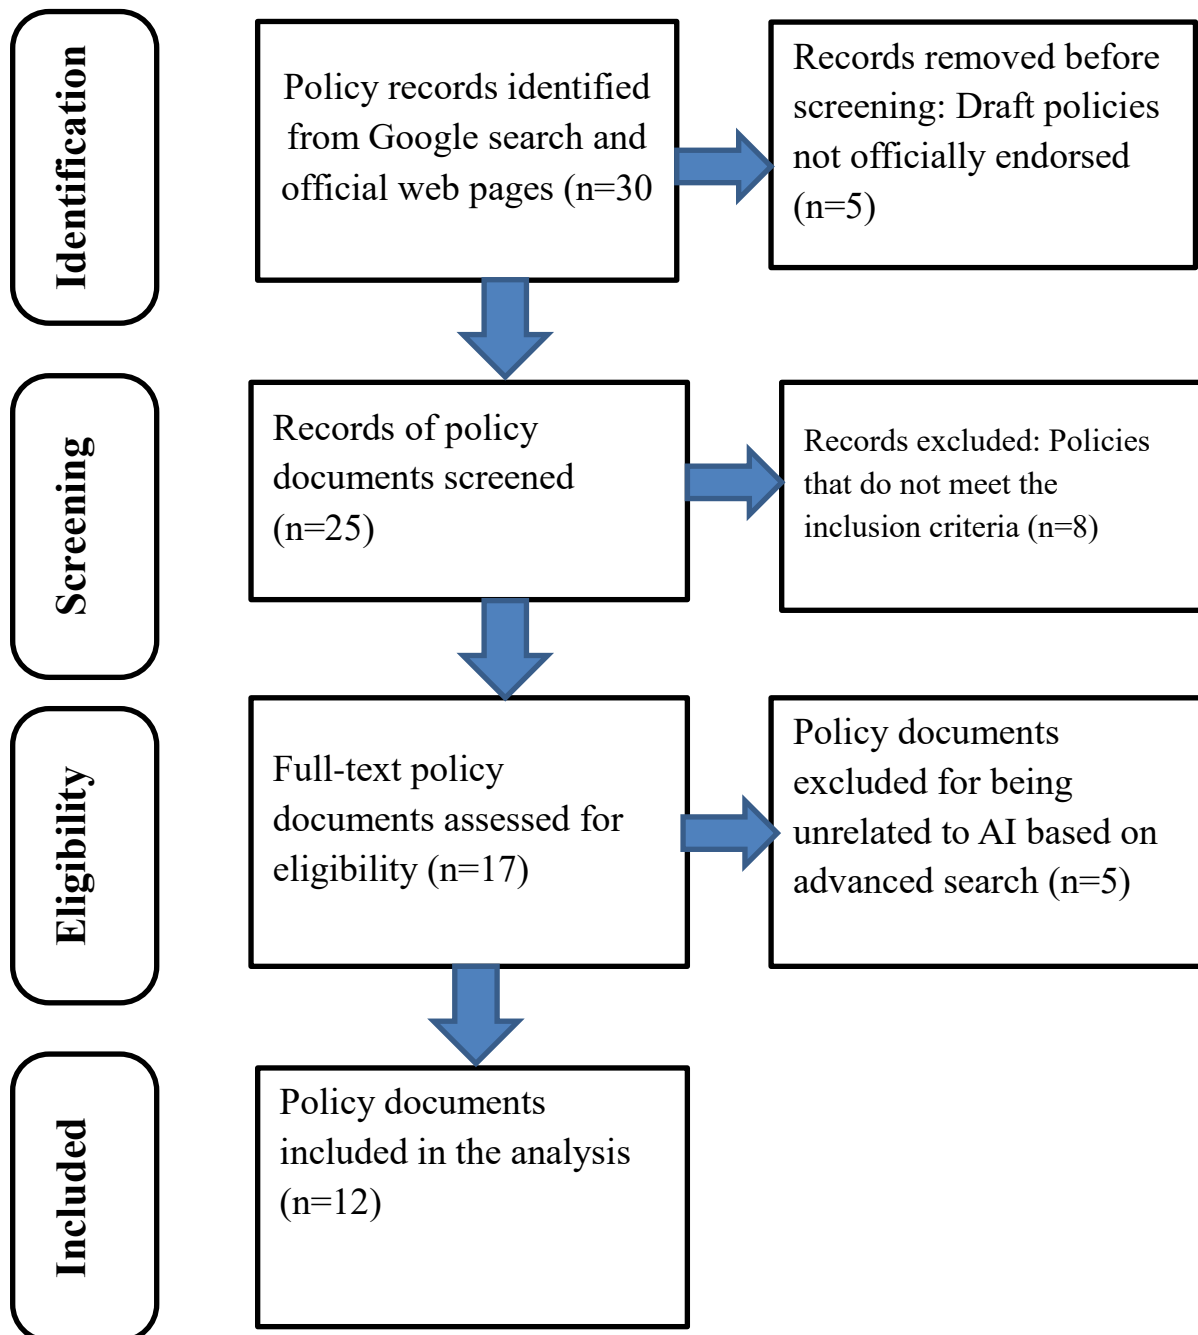 Identification
Policy records identified
from Google search and
official web pages (n=30
Records removed before
screening: Draft policies
not officially endorsed
(n=5)
Screening
Records of policy
documents screened
(n=25)
Records excluded: Policies
that do not meet the
inclusion criteria (n=8)
Eligibility
Full-text policy
documents assessed for
eligibility (n=17)
Policy documents
excluded for being
unrelated to AI based on
advanced search (n=5)
Included
Policy documents
included in the analysis
(n=12)